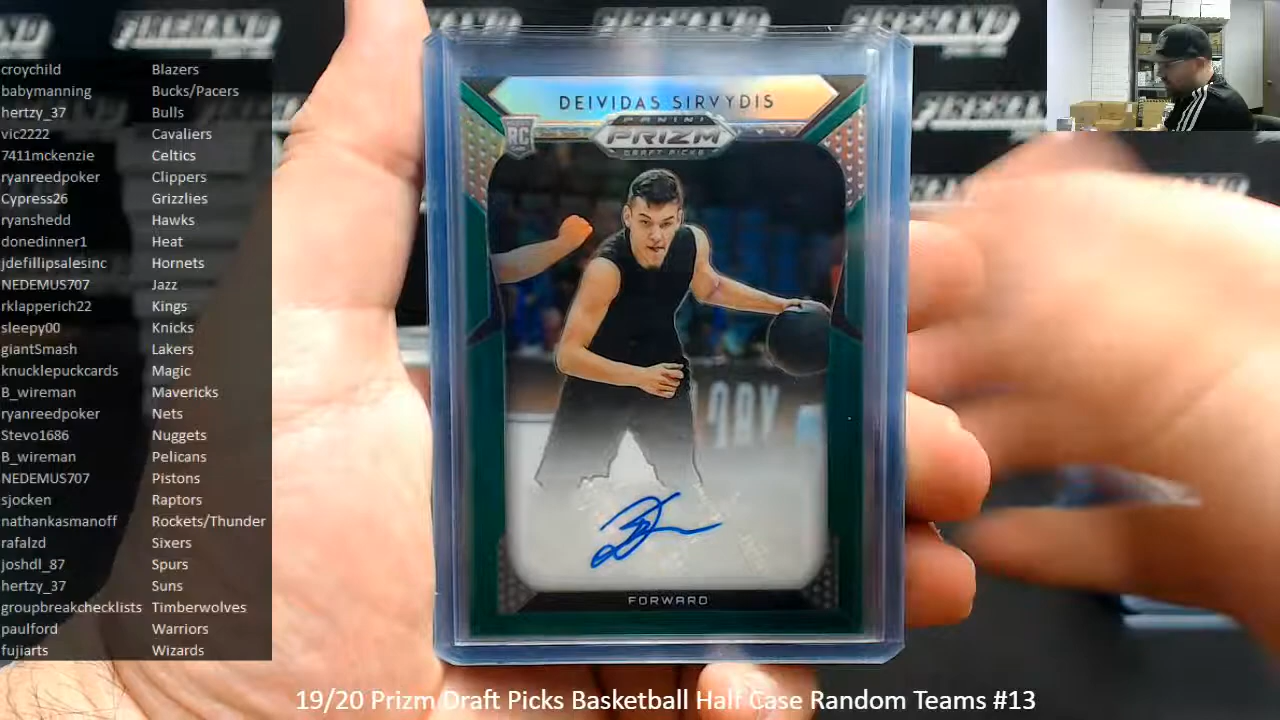 croychild Blazers
babymanning Bucks/Pacers
hertzy_37 Bulls
vic2222 Cavaliers
7411mckenzie Celtics
ryanreedpoker Clippers
Cypress26 Grizzlies
ryanshedd Hawks
donedinner1 Heat
jdefillipsalesinc Hornets
NEDEMUS707 Jazz
rklapperich22 Kings
sleepy00 Knicks
giantSmash Lakers
knucklepuckcards Magic
B_wireman Mavericks
ryanreedpoker Nets
Stevo1686 Nuggets
B_wireman Pelicans
NEDEMUS707 Pistons
sjocken Raptors
nathankasmanoff Rockets/Thunder
rafalzd Sixers
joshdl_87 Spurs
hertzy_37 Suns
groupbreakchecklists Timberwolves
paulford Warriors
fujiarts Wizards
DEIVIDAS SIRVYDIS
RC
PANINI
PRIZM
DRAFT PICKS
FORWARD
FIREHAND
19/20 Prizm Draft Picks Basketball Half Case Random Teams #13